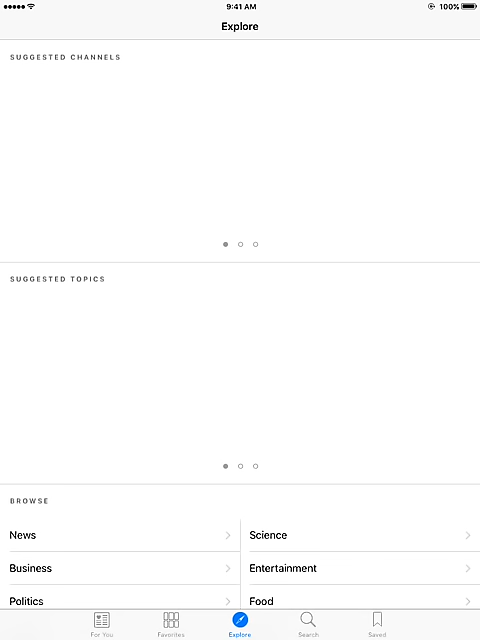 9:41 AM
100%
Explore
SUGGESTED CHANNELS
SUGGESTED TOPICS
BROWSE
News
Science
Business
Entertainment
Politics
Food
For You
Favorites
Explore
Search
Saved